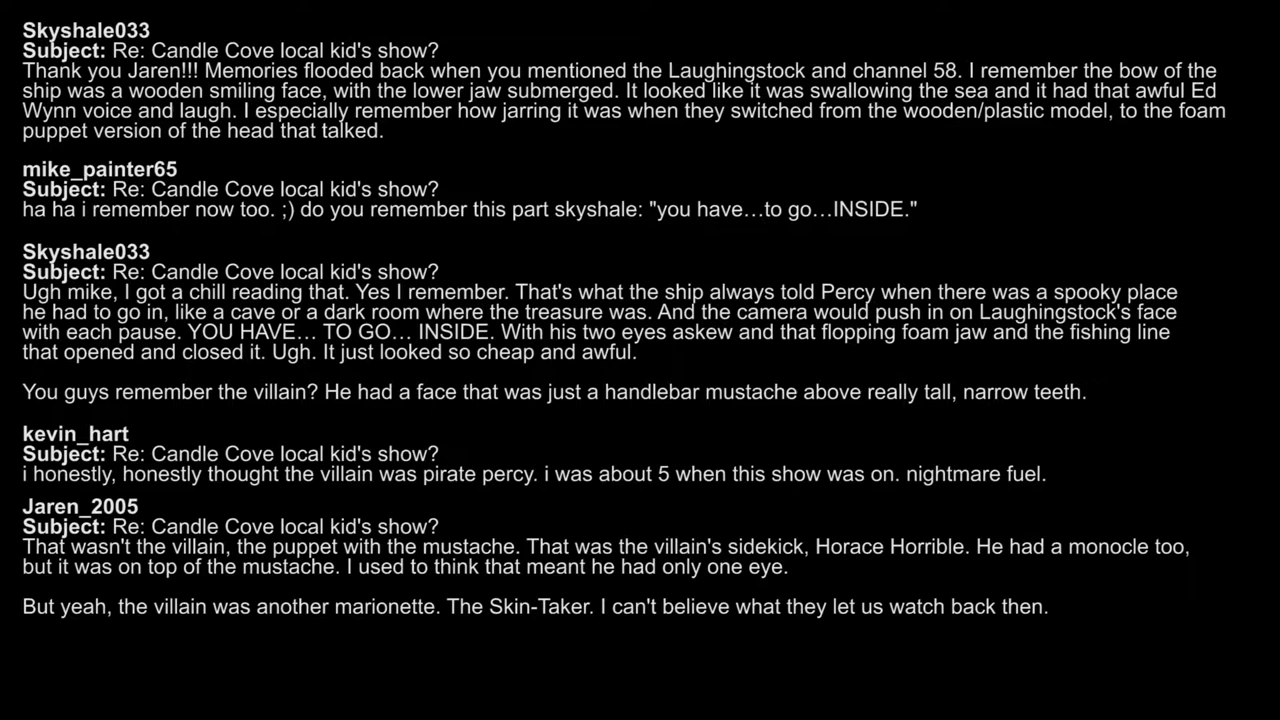 Skyshale033
Subject: Re: Candle Cove local kid's show?
Thank you Jaren!!! Memories flooded back when you mentioned the Laughingstock and channel 58. I remember the bow of the
ship was a wooden smiling face, with the lower jaw submerged. It looked like it was swallowing the sea and it had that awful Ed
Wynn voice and laugh. I especially remember how jarring it was when they switched from the wooden/plastic model, to the foam
puppet version of the head that talked.
mike_painter65
Subject: Re: Candle Cove local kid's show?
ha ha i remember now too. ;) do you remember this part skyshale: "you have…to go…INSIDE."
Skyshale033
Subject: Re: Candle Cove local kid's show?
Ugh mike, I got a chill reading that. Yes I remember. That's what the ship always told Percy when there was a spooky place
he had to go in, like a cave or a dark room where the treasure was. And the camera would push in on Laughingstock's face
with each pause. YOU HAVE… TO GO… INSIDE. With his two eyes askew and that flopping foam jaw and the fishing line
that opened and closed it. Ugh. It just looked so cheap and awful.
You guys remember the villain? He had a face that was just a handlebar mustache above really tall, narrow teeth.
kevin_hart
Subject: Re: Candle Cove local kid's show?
i honestly, honestly thought the villain was pirate percy. i was about 5 when this show was on. nightmare fuel.
Jaren_2005
Subject: Re: Candle Cove local kid's show?
That wasn't the villain, the puppet with the mustache. That was the villain's sidekick, Horace Horrible. He had a monocle too,
but it was on top of the mustache. I used to think that meant he had only one eye.
But yeah, the villain was another marionette. The Skin-Taker. I can't believe what they let us watch back then.